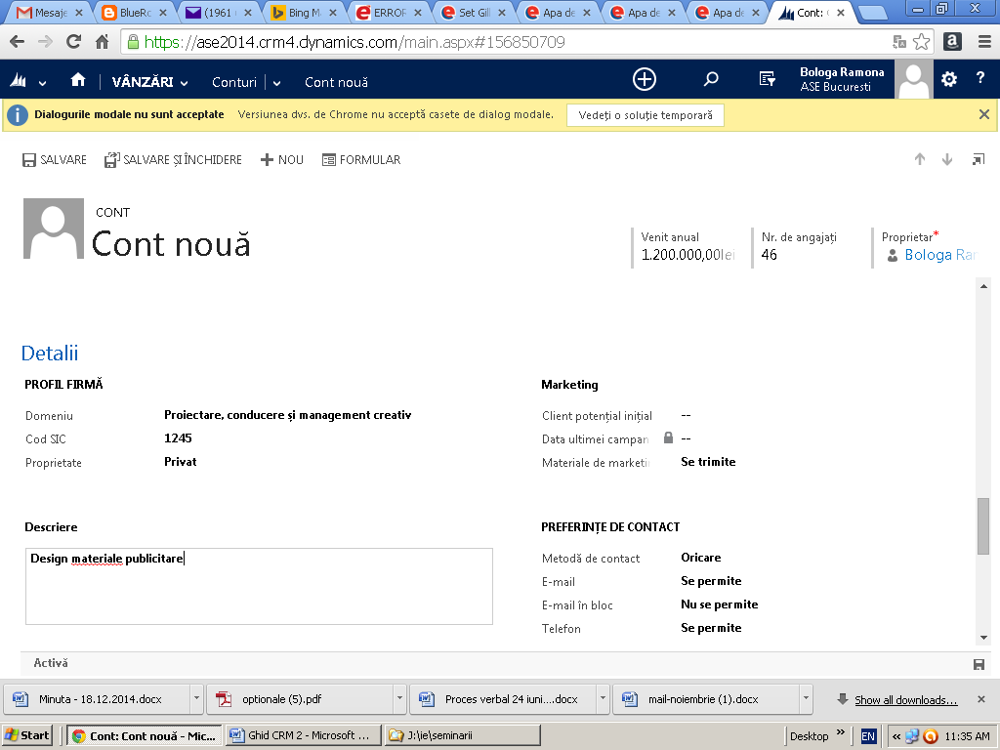 Mesaje
BlueRo
(1961
Bing M
ERROR
Set Gill
Apa de
Apa de
Apa de
Cont:
https://ase2014.crm4.dynamics.com/main.aspx#156850709
VÂNZĂRI
Conturi
Cont nouă
Bologa Ramona
ASE Bucuresti
?
Dialogurile modale nu sunt acceptate Versiunea dvs. de Chrome nu acceptă casete de dialog modale. Vedeți o soluție temporară
SALVARE SALVARE ȘI ÎNCHIDERE NOU FORMULAR
CONT
Cont nouă
Venit anual
1.200.000,00lei
Nr. de angajați
46
Proprietar*
Bologa Ram
Detalii
PROFIL FIRMĂ
Domeniu Proiectare, conducere și management creativ
Cod SIC 1245
Proprietate Privat
Marketing
Client potențial inițial --
Data ultimei campan --
Materiale de marketi Se trimite
Descriere
Design materiale publicitare
PREFERINȚE DE CONTACT
Metodă de contact Oricare
E-mail Se permite
E-mail în bloc Nu se permite
Telefon Se permite
Activă
Minuta - 18.12.2014.docx
optionale (5).pdf
Proces verbal 24 iuni....docx
mail-noiembrie (1).docx
Show all downloads...
Start
Cont: Cont nouă - Mic...
Ghid CRM 2 - Microsoft ...
J:\ie\seminarii
Desktop »
EN
«
11:35 AM